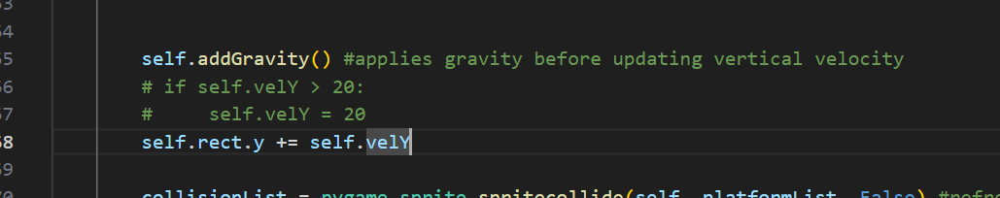 self.addGravity() #applies gravity before updating vertical velocity
# if self.velY > 20:
#     self.velY = 20
self.rect.y += self.velY
collisionList = pygame.sprite.spritecollide(self, platformList, False) #refre